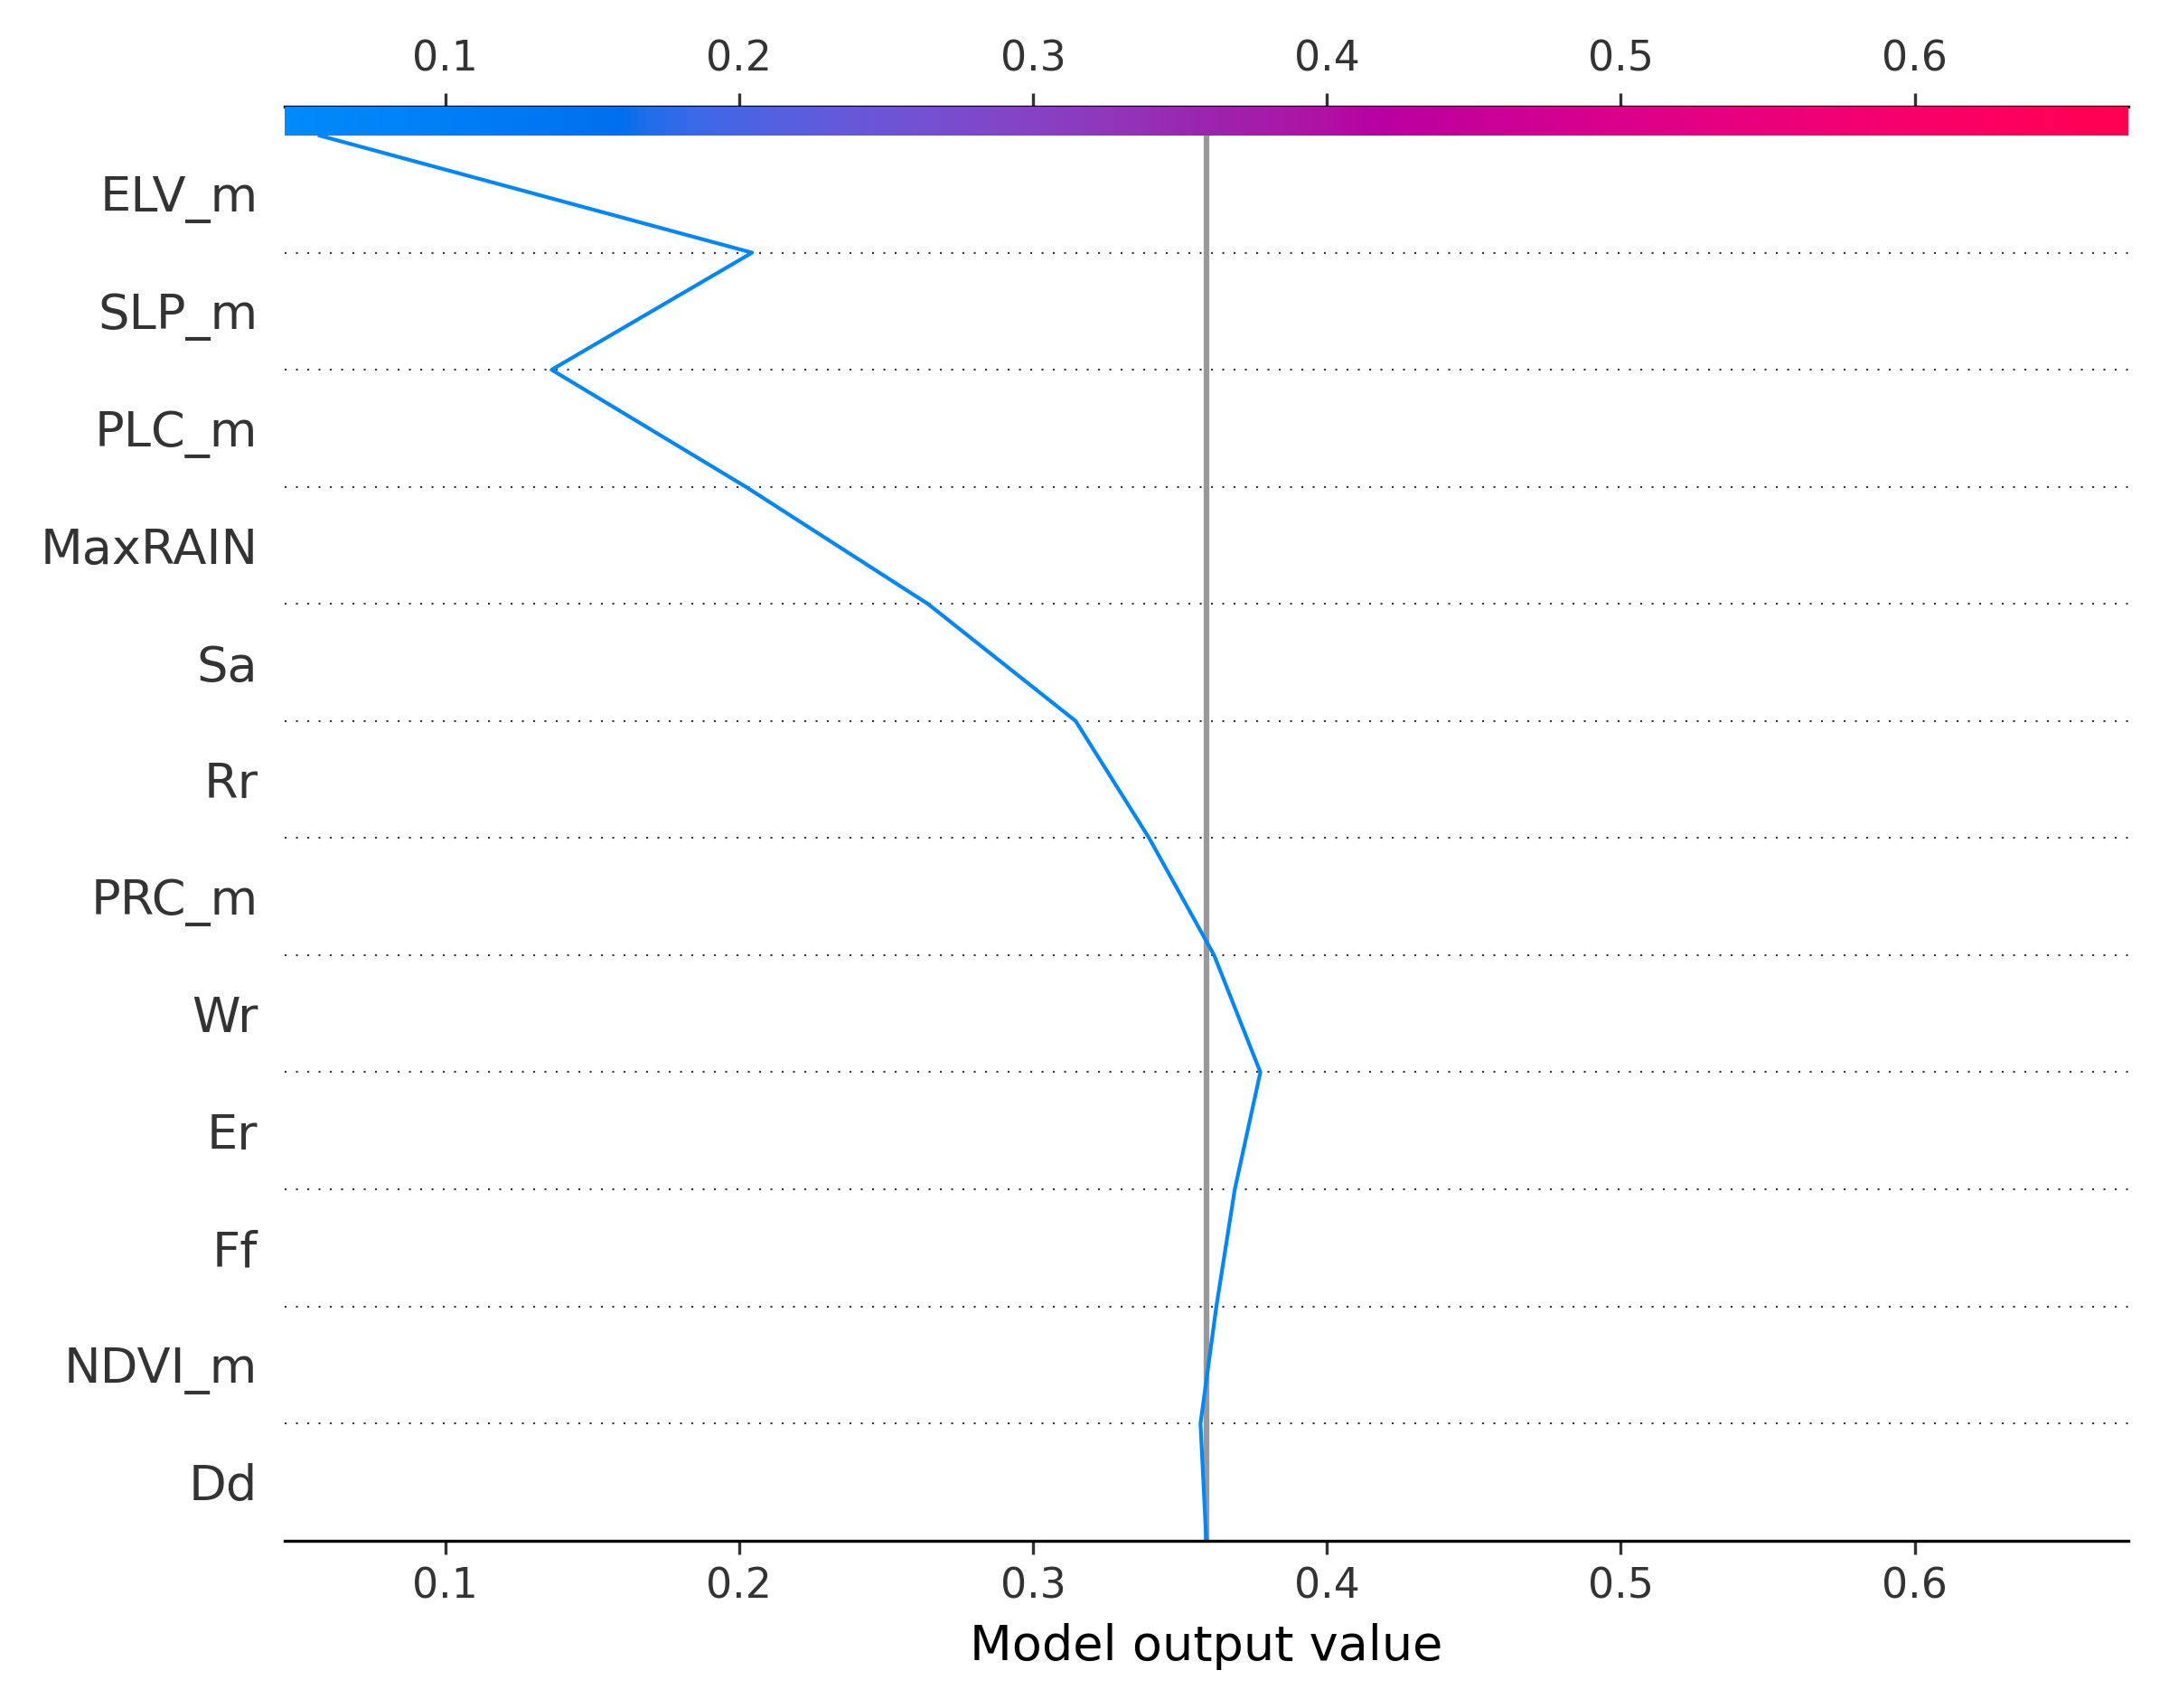 0.1 0.2 0.3 0.4 0.5 0.6
ELV_m
SLP_m
PLC_m
MaxRAIN
Sa
Rr
PRC_m
Wr
Er
Ff
NDVI_m
Dd
0.1 0.2 0.3 0.4 0.5 0.6
Model output value